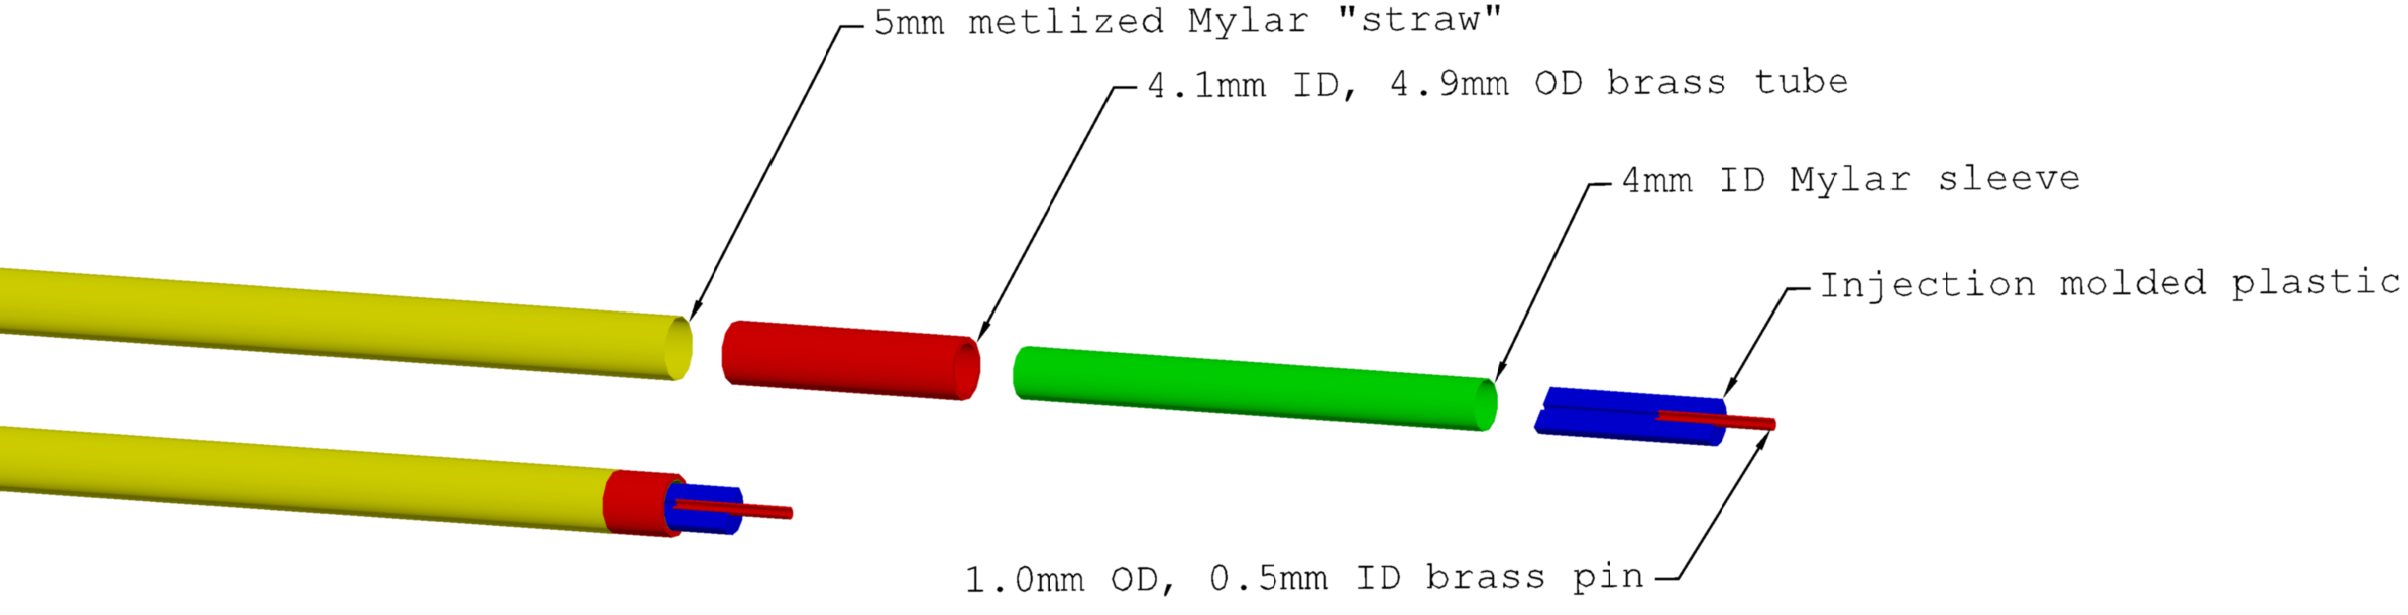 5mm metlized Mylar "straw"
4.1mm ID, 4.9mm OD brass tube
4mm ID Mylar sleeve
Injection molded plastic
1.0mm OD, 0.5mm ID brass pin